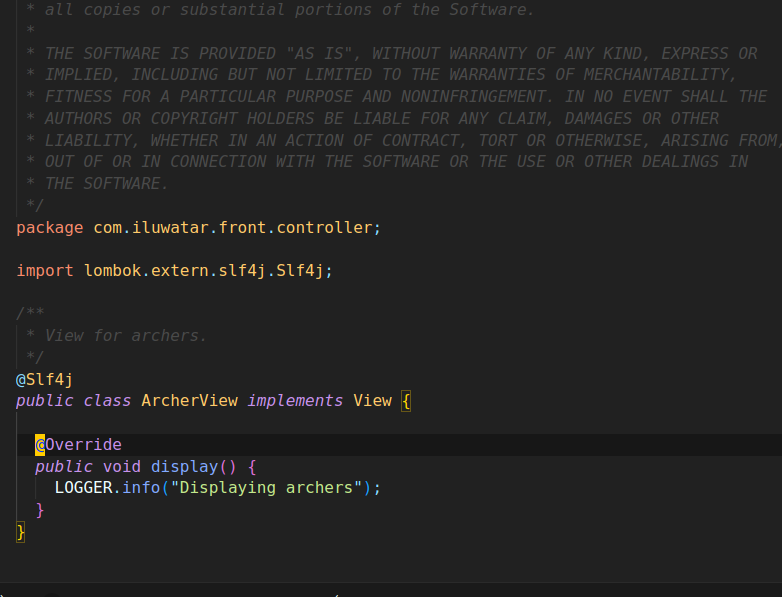 * all copies or substantial portions of the Software.
*
* THE SOFTWARE IS PROVIDED "AS IS", WITHOUT WARRANTY OF ANY KIND, EXPRESS OR
* IMPLIED, INCLUDING BUT NOT LIMITED TO THE WARRANTIES OF MERCHANTABILITY,
* FITNESS FOR A PARTICULAR PURPOSE AND NONINFRINGEMENT. IN NO EVENT SHALL THE
* AUTHORS OR COPYRIGHT HOLDERS BE LIABLE FOR ANY CLAIM, DAMAGES OR OTHER
* LIABILITY, WHETHER IN AN ACTION OF CONTRACT, TORT OR OTHERWISE, ARISING FROM,
* OUT OF OR IN CONNECTION WITH THE SOFTWARE OR THE USE OR OTHER DEALINGS IN
* THE SOFTWARE.
*/
package com.iluwatar.front.controller;

import lombok.extern.slf4j.Slf4j;

/**
* View for archers.
*/
@Slf4j
public class ArcherView implements View {

  @Override
  public void display() {
    LOGGER.info("Displaying archers");
  }
}